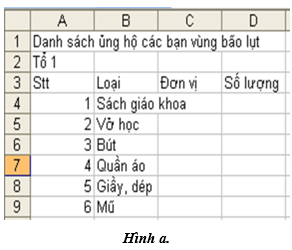 A B C D
1 Danh sách ủng hộ các bạn vùng bão lụt
2 Tổ 1
3 Stt Loại Đơn vị Số lượng
4 1 Sách giáo khoa
5 2 Vở học
6 3 Bút
7 4 Quần áo
8 5 Giầy, dép
9 6 Mũ
Hình a.